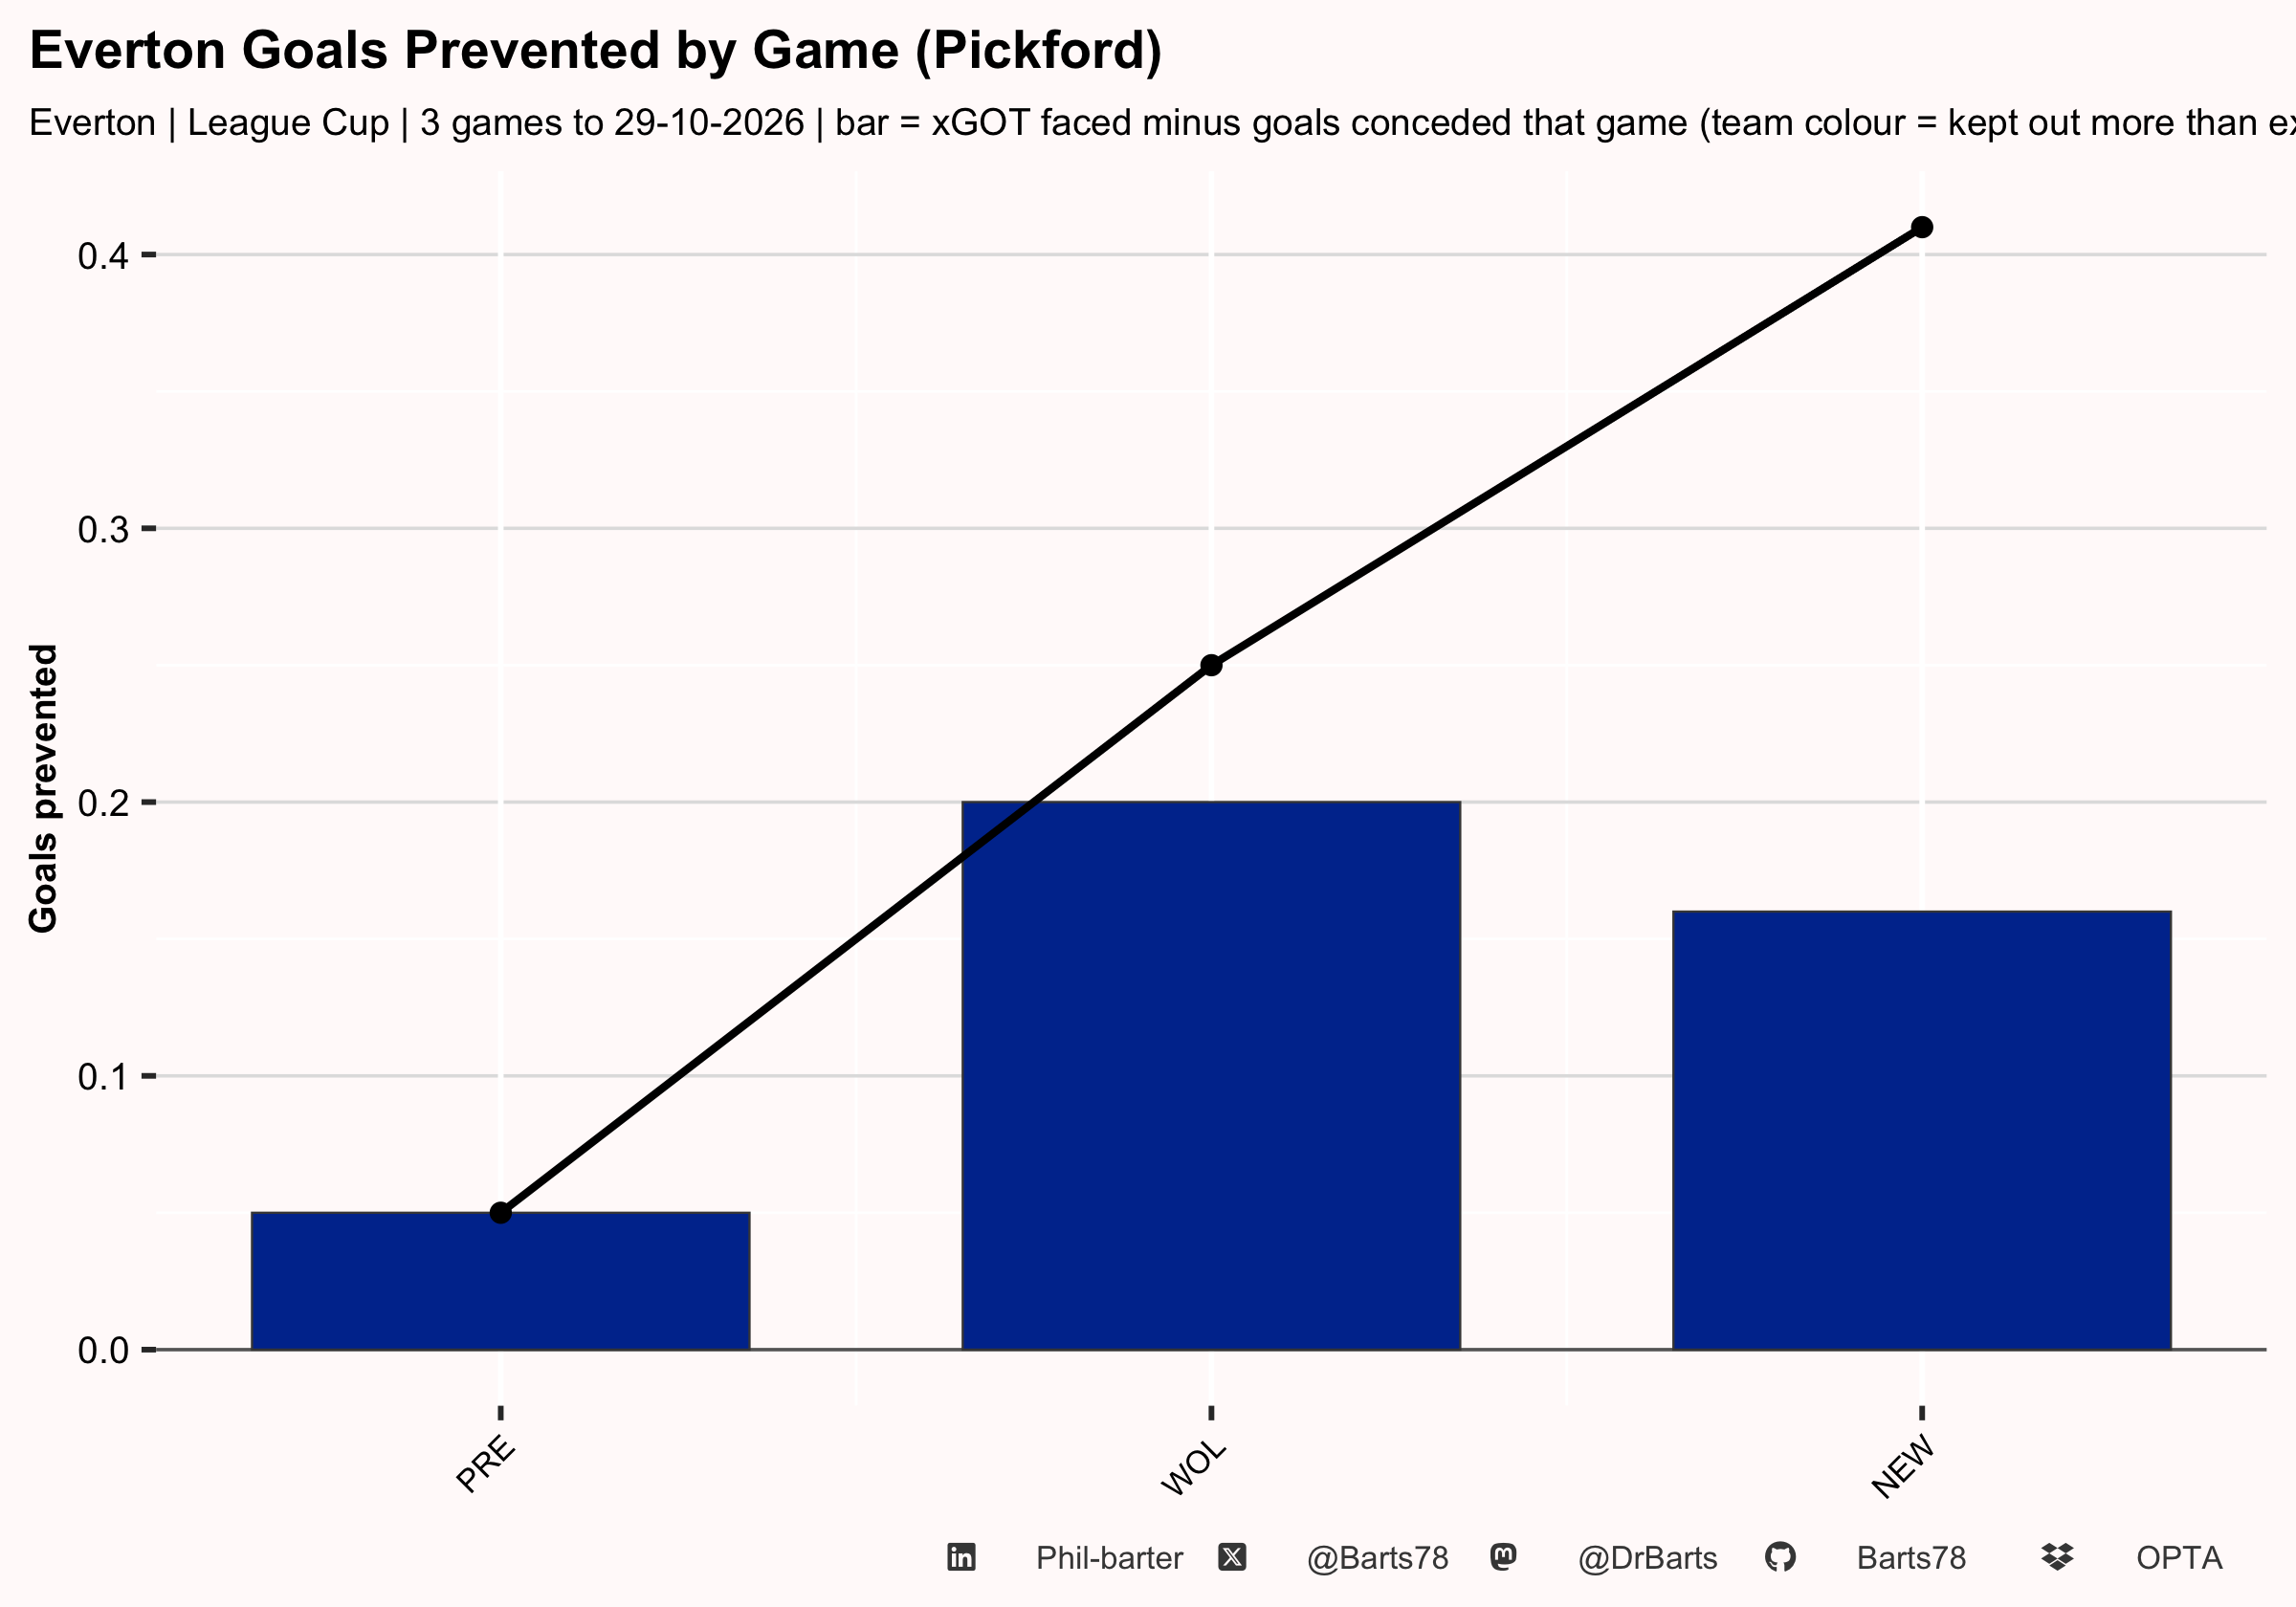 Everton Goals Prevented by Game (Pickford)
Everton | League Cup | 3 games to 29-10-2026 | bar = xGOT faced minus goals conceded that game (team colour = kept out more than ex
0.4
0.3
0.2
0.1
0.0
Goals prevented
PRE
WOL
NEW
Phil-barter @Barts78 @DrBarts Barts78 OPTA